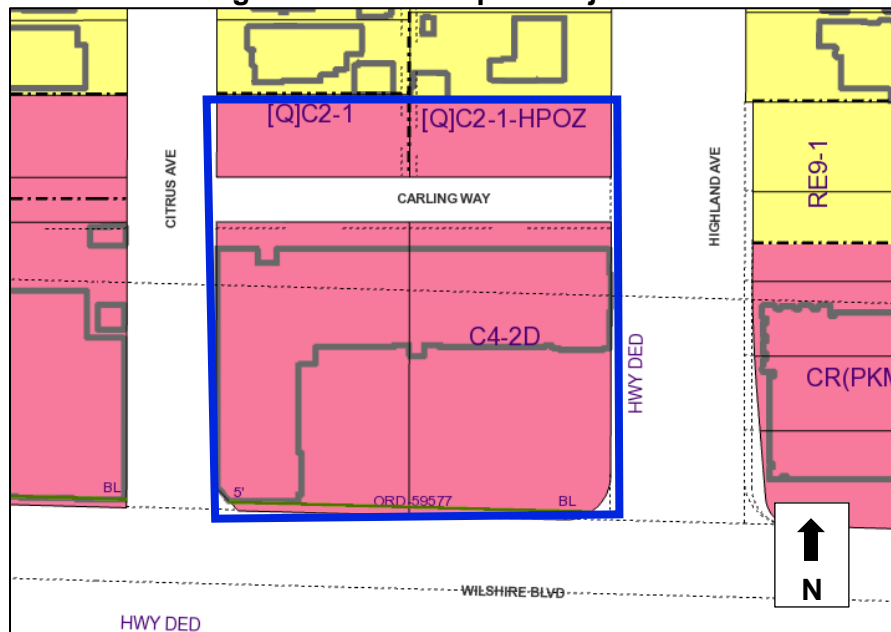 [Q]C2-1
[Q]C2-1-HPOZ
CITRUS AVE
CARLING WAY
HIGHLAND AVE
RE9-1
C4-2D
HWY DED
CR(PKM
BL
5'
ORD-59577
BL
WILSHIRE BLVD
N
HWY DED